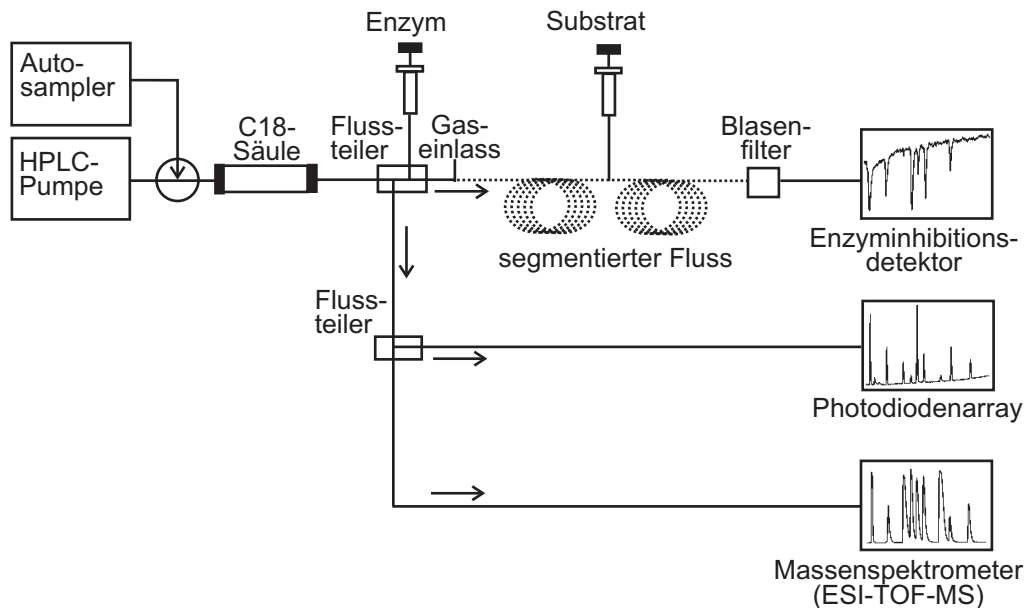 Enzym
Substrat
Auto-
sampler
HPLC-
Pumpe
C18-
Säule
Fluss-
teiler
Gas-
einlass
Blasen-
filter
segmentierter Fluss
Enzyminhibitions-
detektor
Fluss-
teiler
Photodiodenarray
Massenspektrometer
(ESI-TOF-MS)